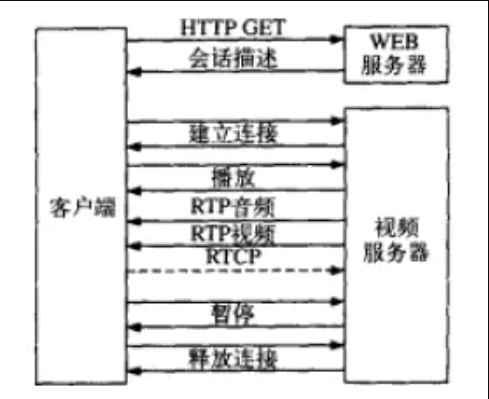 HTTP GET
会话描述
WEB
服务器
建立连接
播放
RTP音频
RTP视频
RTCP
暂停
释放连接
客户端
视频
服务器